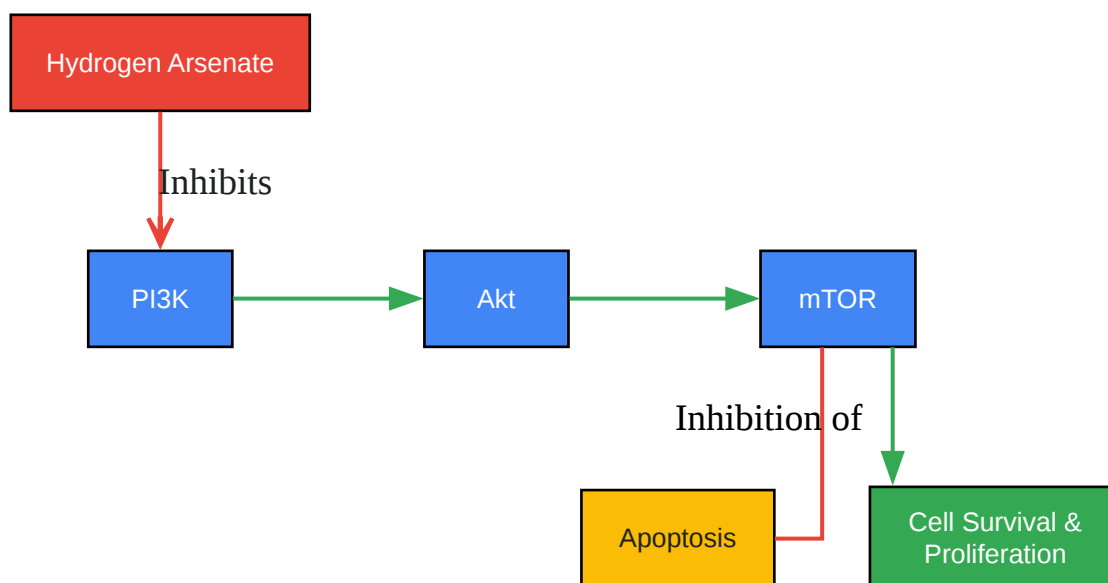 Hydrogen Arsenate
Inhibits
PI3K
Akt
mTOR
Inhibition of
Apoptosis
Cell Survival &
Proliferation